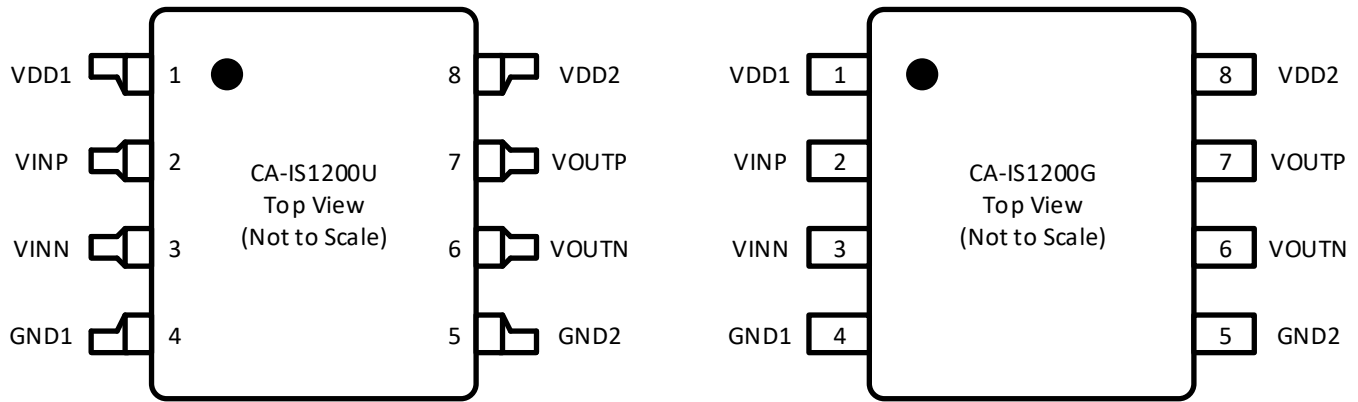 VDD1 1 8 VDD2
VINP 2 7 VOUTP
CA-IS1200U
Top View
(Not to Scale)
VINN 3 6 VOUTN
GND1 4 5 GND2
VDD1 1 8 VDD2
VINP 2 7 VOUTP
CA-IS1200G
Top View
(Not to Scale)
VINN 3 6 VOUTN
GND1 4 5 GND2